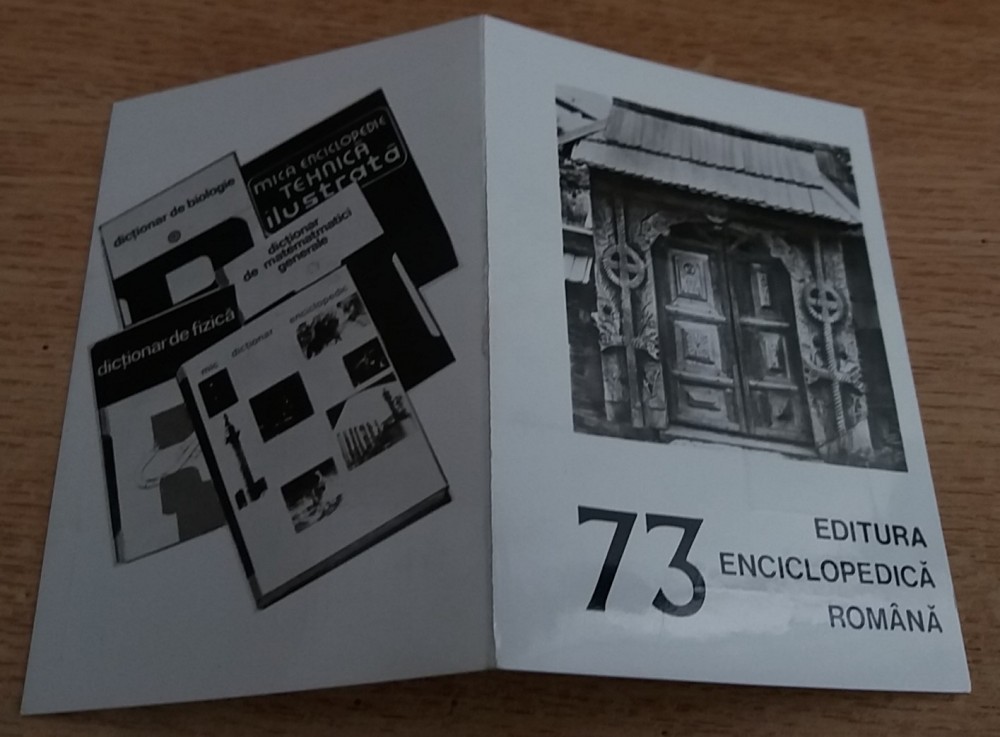 MICĂ ENCICLOPEDIE
TEHNICĂ
ilustrată
dicționar de biologie
dicționar
de matematici
generale
dicționar de fizică
mic dicționar enciclopedic
73
EDITURA
ENCICLOPEDICĂ
ROMÂNĂ